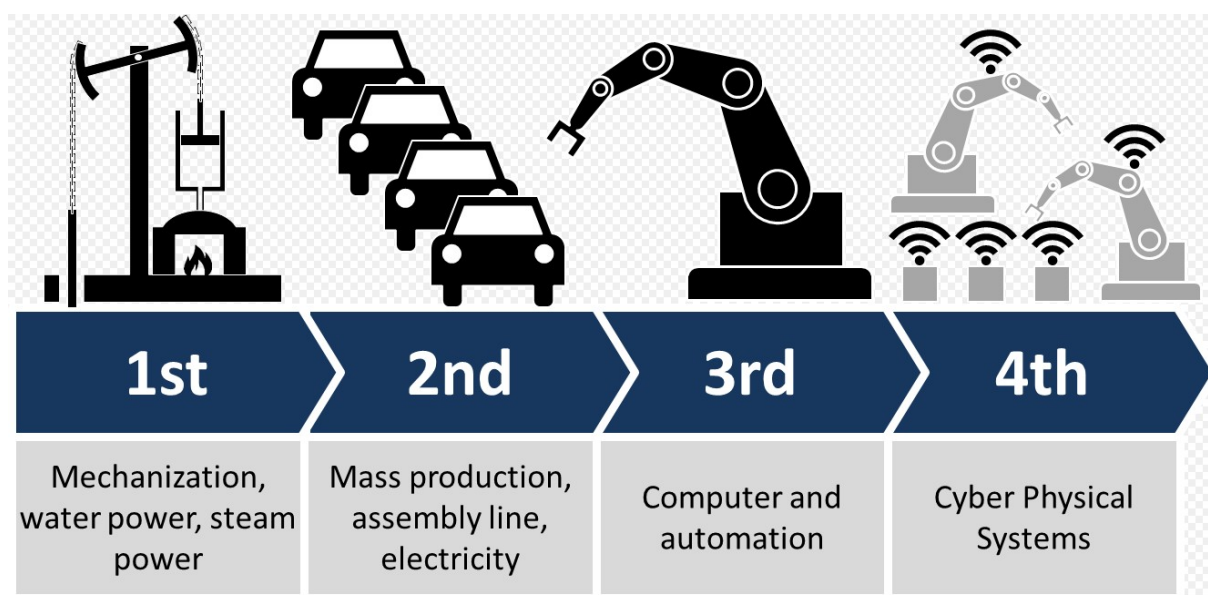 1st
2nd
3rd
4th
Mechanization,
water power, steam
power
Mass production,
assembly line,
electricity
Computer and
automation
Cyber Physical
Systems